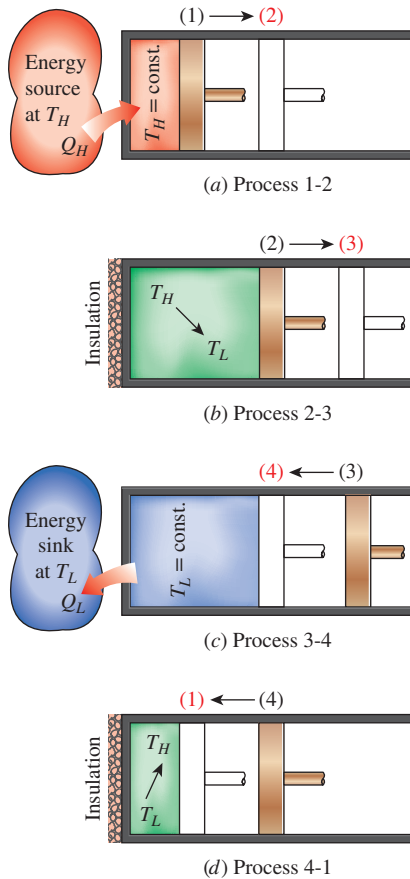 (1) → (2)
Energy
source
at T_H
Q_H
T_H = const.
(a) Process 1-2
(2) → (3)
Insulation
T_H
T_L
(b) Process 2-3
(4) ← (3)
Energy
sink
at T_L
Q_L
T_L = const.
(c) Process 3-4
(1) ← (4)
Insulation
T_H
T_L
(d) Process 4-1